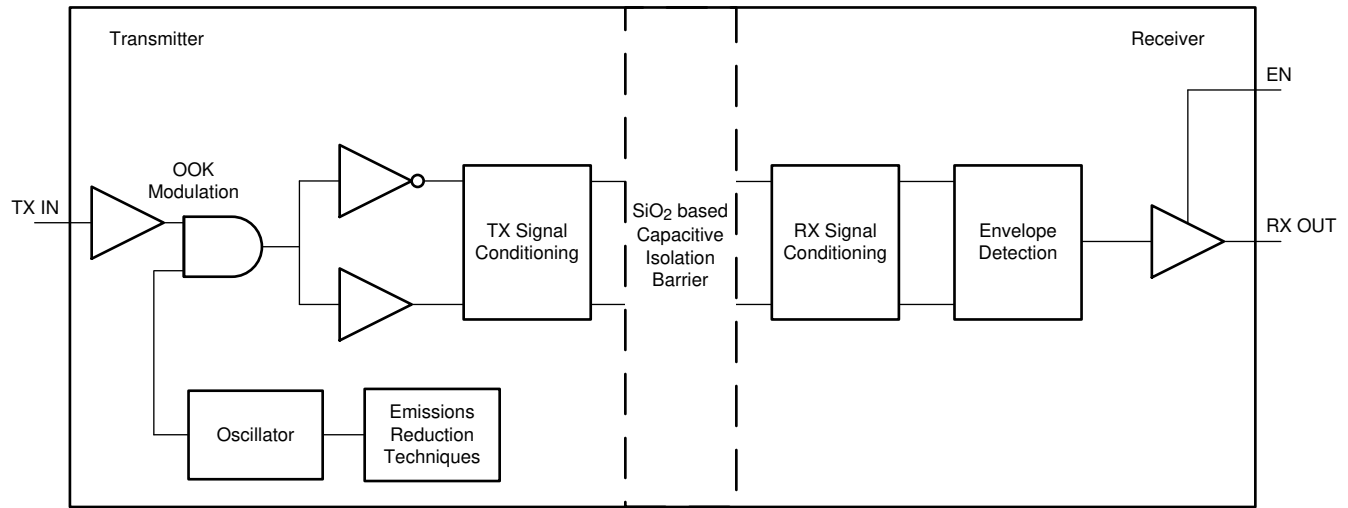 Transmitter
Receiver
EN
OOK
Modulation
TX IN
TX Signal
Conditioning
SiO2 based
Capacitive
Isolation
Barrier
RX Signal
Conditioning
Envelope
Detection
RX OUT
Oscillator
Emissions
Reduction
Techniques